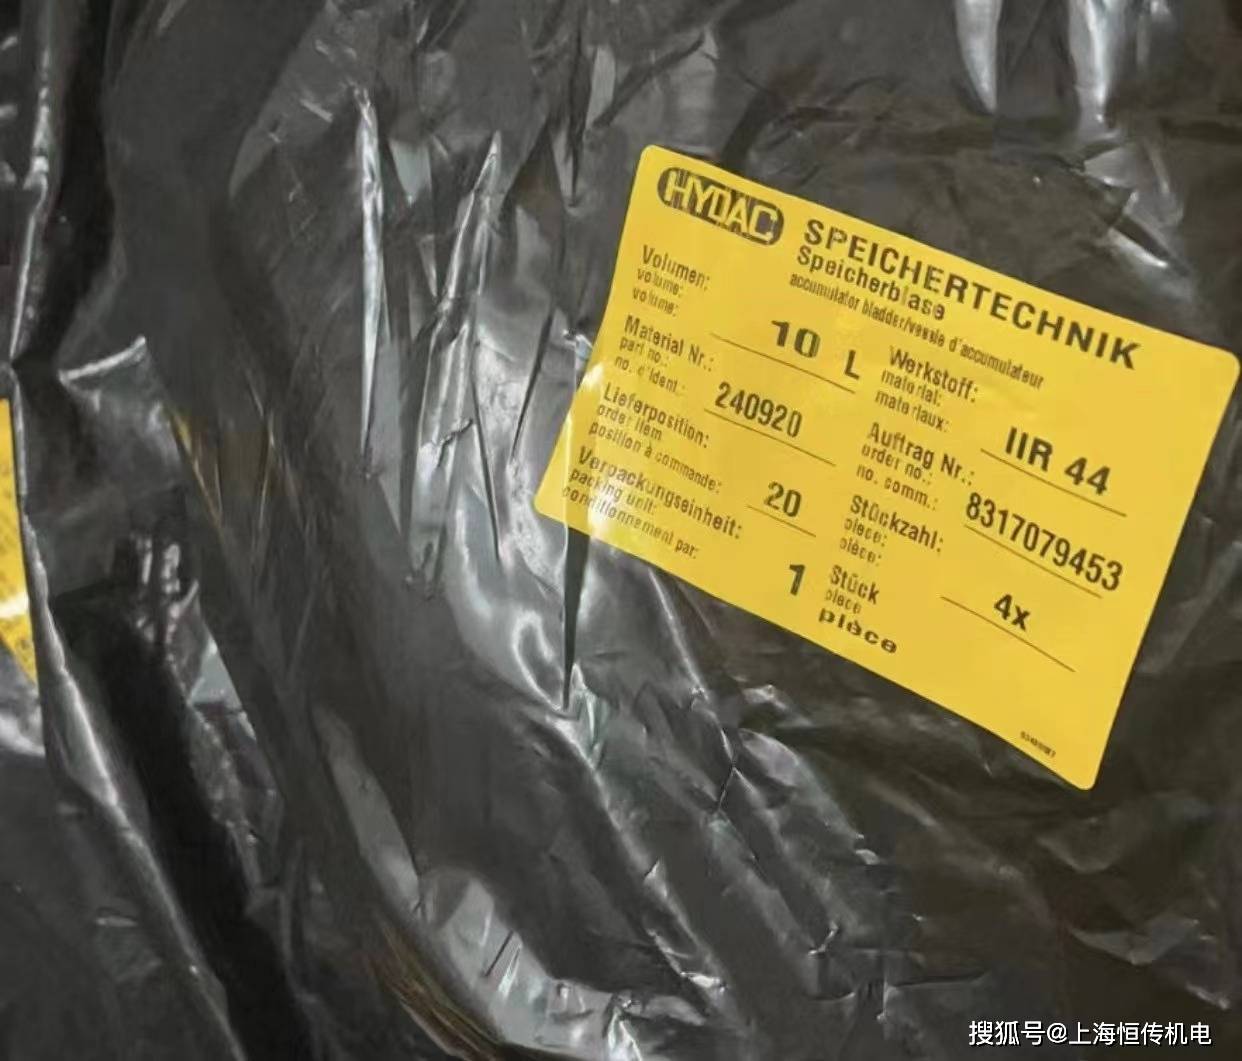 HYDAC
SPEICHERTECHNIK
Speicherblase
accumulator bladder/vessie d'accumulateur
Volumen:
volume:
volume:
10 L
Werkstoff:
material:
materiaux:
IIR 44
Material Nr.:
part no.:
no. d'ident.:
240920
Auftrag Nr.:
order no.:
no. comm.:
8317079453
Lieferposition:
order item
position à commande:
20
Stückzahl:
piece:
pièce:
4x
Verpackungseinheit:
packing unit:
conditionnement par:
1
Stück
piece
pièce
搜狐号@上海恒传机电